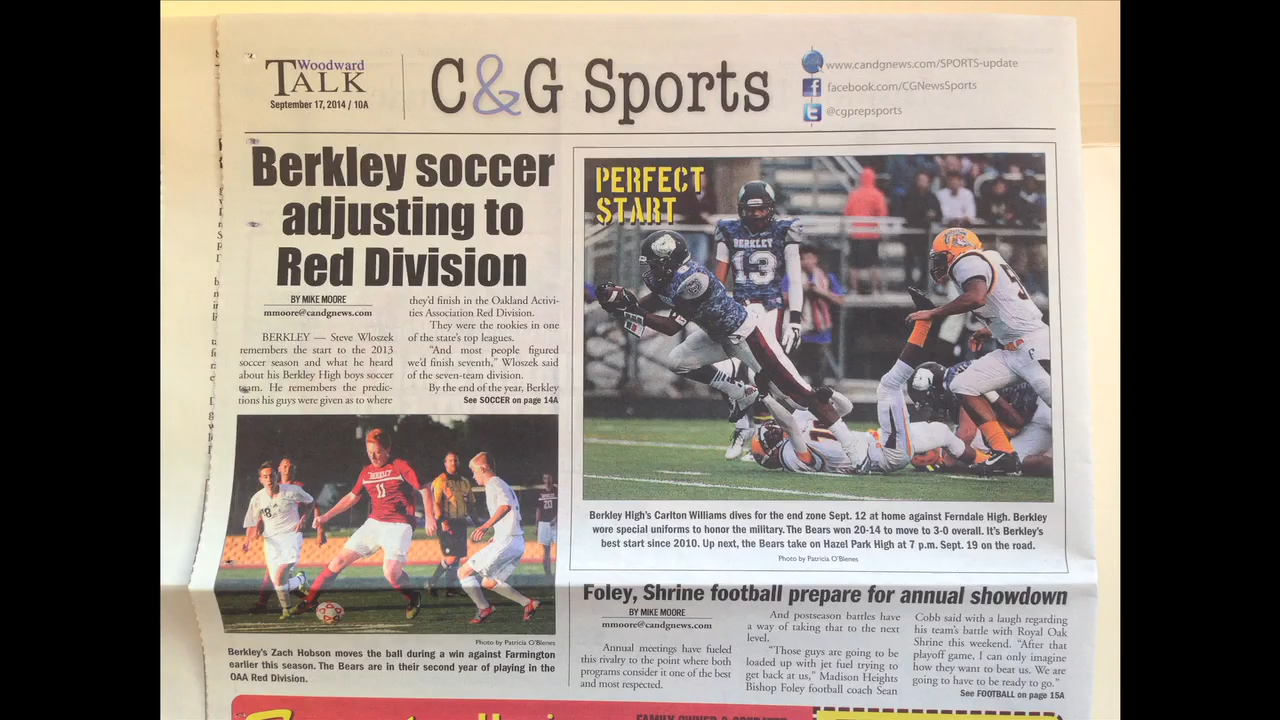 Woodward
TALK
September 17, 2014 / 10A
C&G Sports
www.candgnews.com/SPORTS-update
facebook.com/CGNewsSports
@cgprepsports
Berkley soccer
adjusting to
Red Division
BY MIKE MOORE
mmoore@candgnews.com
BERKLEY — Steve Wloszek
remembers the start to the 2013
soccer season and what he heard
about his Berkley High boys soccer
team. He remembers the predic-
tions his guys were given as to where
they'd finish in the Oakland Activi-
ties Association Red Division.
They were the rookies in one
of the state's top leagues.
"And most people figured
we'd finish seventh," Wloszek said
of the seven-team division.
By the end of the year, Berkley
See SOCCER on page 14A
BERKLEY
11
20
Photo by Patricia O'Blenes
Berkley's Zach Hobson moves the ball during a win against Farmington
earlier this season. The Bears are in their second year of playing in the
OAA Red Division.
PERFECT
START
BERKLEY
13
Berkley High's Carlton Williams dives for the end zone Sept. 12 at home against Ferndale High. Berkley
wore special uniforms to honor the military. The Bears won 20-14 to move to 3-0 overall. It's Berkley's
best start since 2010. Up next, the Bears take on Hazel Park High at 7 p.m. Sept. 19 on the road.
Photo by Patricia O'Blenes
Foley, Shrine football prepare for annual showdown
BY MIKE MOORE
mmoore@candgnews.com
Annual meetings have fueled
this rivalry to the point where both
programs consider it one of the best
and most respected.
And postseason battles have
a way of taking that to the next
level.
"Those guys are going to be
loaded up with jet fuel trying to
get back at us," Madison Heights
Bishop Foley football coach Sean
Cobb said with a laugh regarding
his team's battle with Royal Oak
Shrine this weekend. "After that
playoff game, I can only imagine
how they want to beat us. We are
going to have to be ready to go."
See FOOTBALL on page 15A